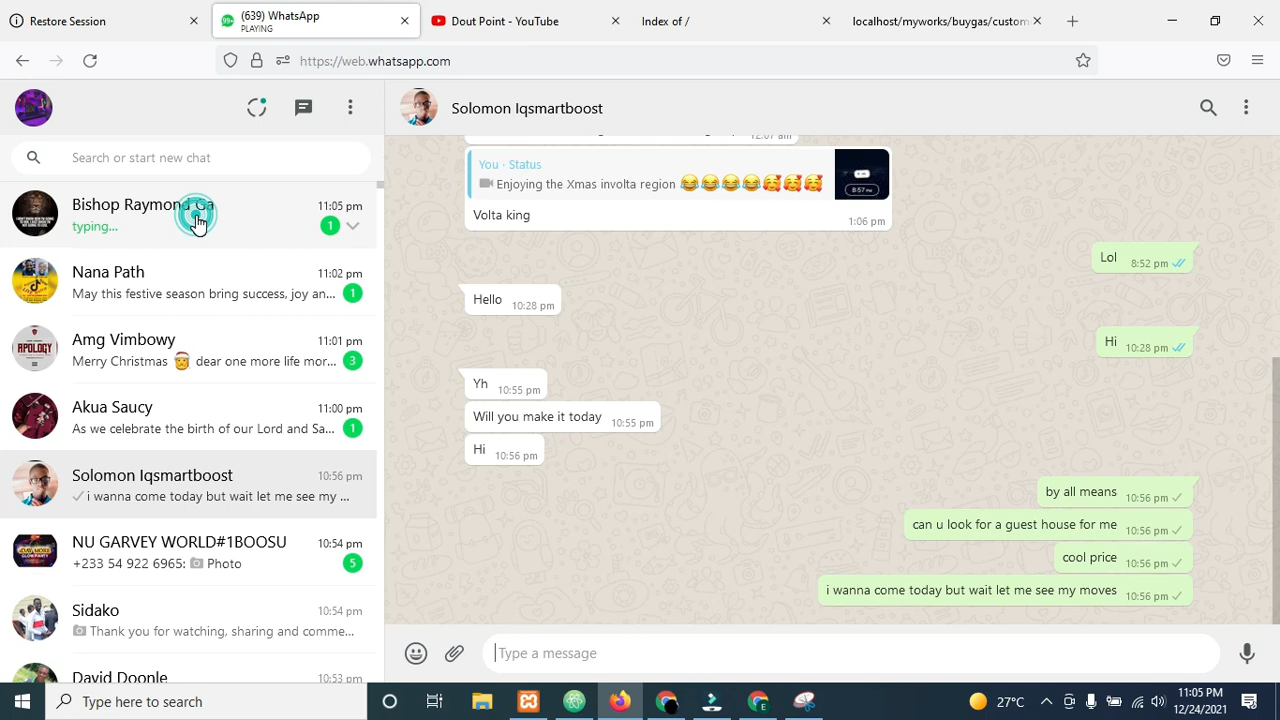 Restore Session
(639) WhatsApp
PLAYING
Dout Point - YouTube
Index of /
localhost/myworks/buygas/custom
https://web.whatsapp.com
Solomon Iqsmartboost
Search or start new chat
Bishop Raymond Ga
11:05 pm
typing...
1
Nana Path
11:02 pm
May this festive season bring success, joy an...
1
Amg Vimbowy
11:01 pm
Merry Christmas 🎅 dear one more life mor...
3
Akua Saucy
11:00 pm
As we celebrate the birth of our Lord and Sa...
1
Solomon Iqsmartboost
10:56 pm
i wanna come today but wait let me see my ...
NU GARVEY WORLD#1BOOSU
10:54 pm
+233 54 922 6965: Photo
5
Sidako
10:54 pm
Thank you for watching, sharing and comme...
David Doonle
10:53 pm
12:07 am
You · Status
Enjoying the Xmas involta region 😂😂😂😂🥰🥰🥰
8:57 PM
Volta king
1:06 pm
Lol 8:52 pm
Hello 10:28 pm
Hi 10:28 pm
Yh 10:55 pm
Will you make it today 10:55 pm
Hi 10:56 pm
by all means 10:56 pm
can u look for a guest house for me 10:56 pm
cool price 10:56 pm
i wanna come today but wait let me see my moves 10:56 pm
Type a message
Type here to search
27°C
11:05 PM
12/24/2021